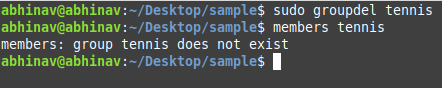 abhinav@abhinav:~/Desktop/sample$ sudo groupdel tennis
abhinav@abhinav:~/Desktop/sample$ members tennis
members: group tennis does not exist
abhinav@abhinav:~/Desktop/sample$